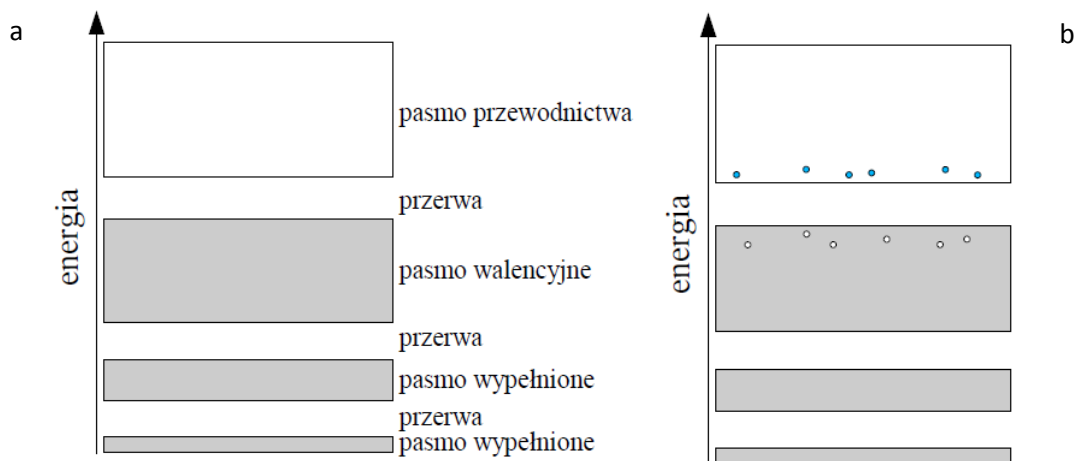 a
b
energia
pasmo przewodnictwa
przerwa
pasmo walencyjne
przerwa
pasmo wypełnione
przerwa
pasmo wypełnione
energia